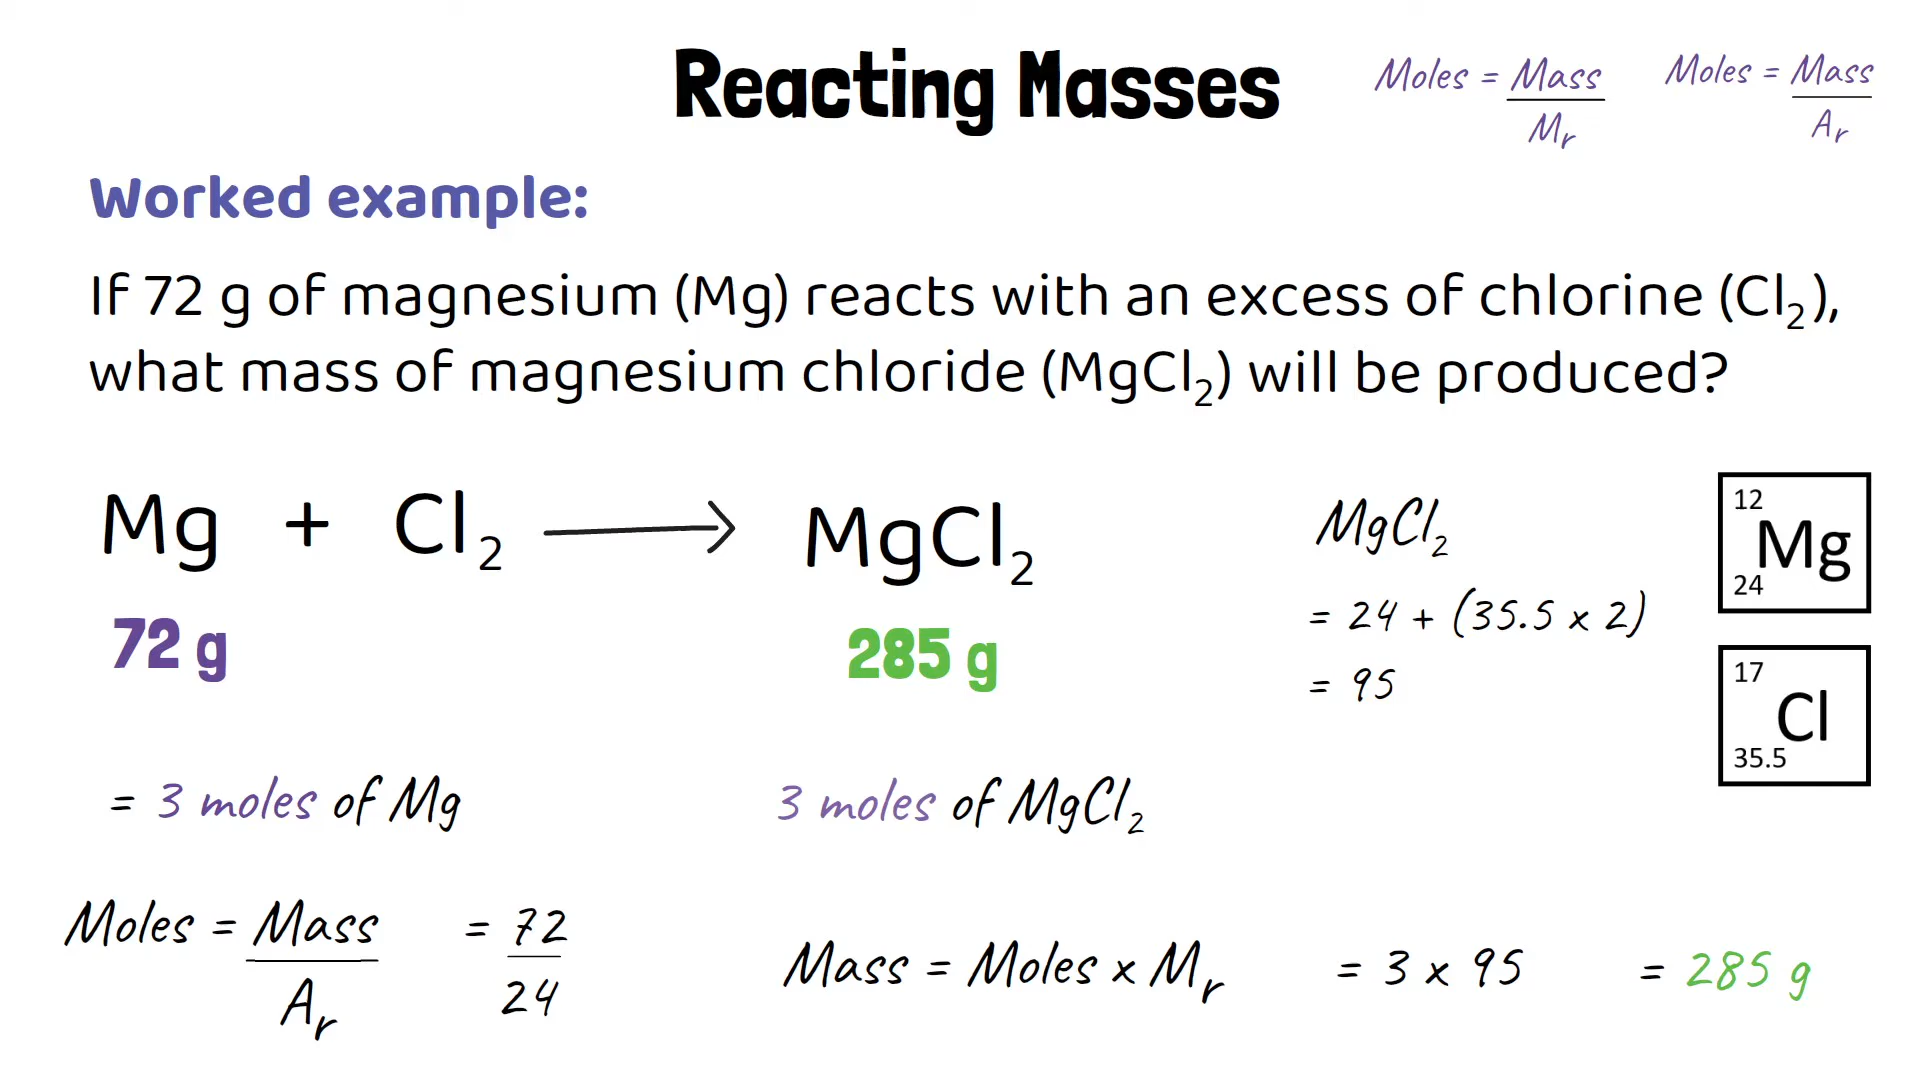 Reacting Masses
Moles = Mass
Mr
Moles = Mass
Ar
Worked example:
If 72 g of magnesium (Mg) reacts with an excess of chlorine (Cl₂),
what mass of magnesium chloride (MgCl₂) will be produced?
Mg + Cl₂ → MgCl₂
72 g
285 g
MgCl₂
= 24 + (35.5 x 2)
= 95
12
Mg
24
17
Cl
35.5
= 3 moles of Mg
3 moles of MgCl₂
Moles = Mass
Ar
= 72
24
Mass = Moles x Mr = 3 x 95 = 285 g